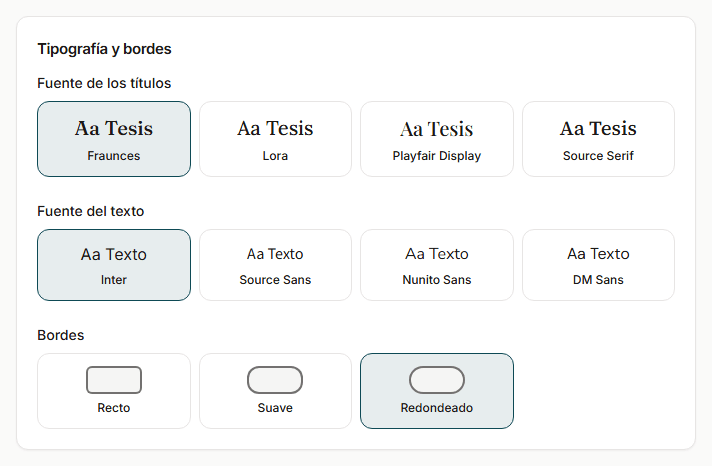 Tipografía y bordes
Fuente de los títulos
Aa Tesis
Fraunces
Aa Tesis
Lora
Aa Tesis
Playfair Display
Aa Tesis
Source Serif
Fuente del texto
Aa Texto
Inter
Aa Texto
Source Sans
Aa Texto
Nunito Sans
Aa Texto
DM Sans
Bordes
Recto
Suave
Redondeado